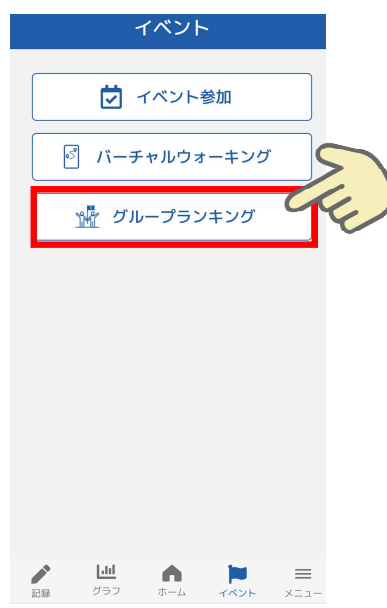 イベント
イベント参加
バーチャルウォーキング
グループランキング
記録
グラフ
ホーム
イベント
メニュー